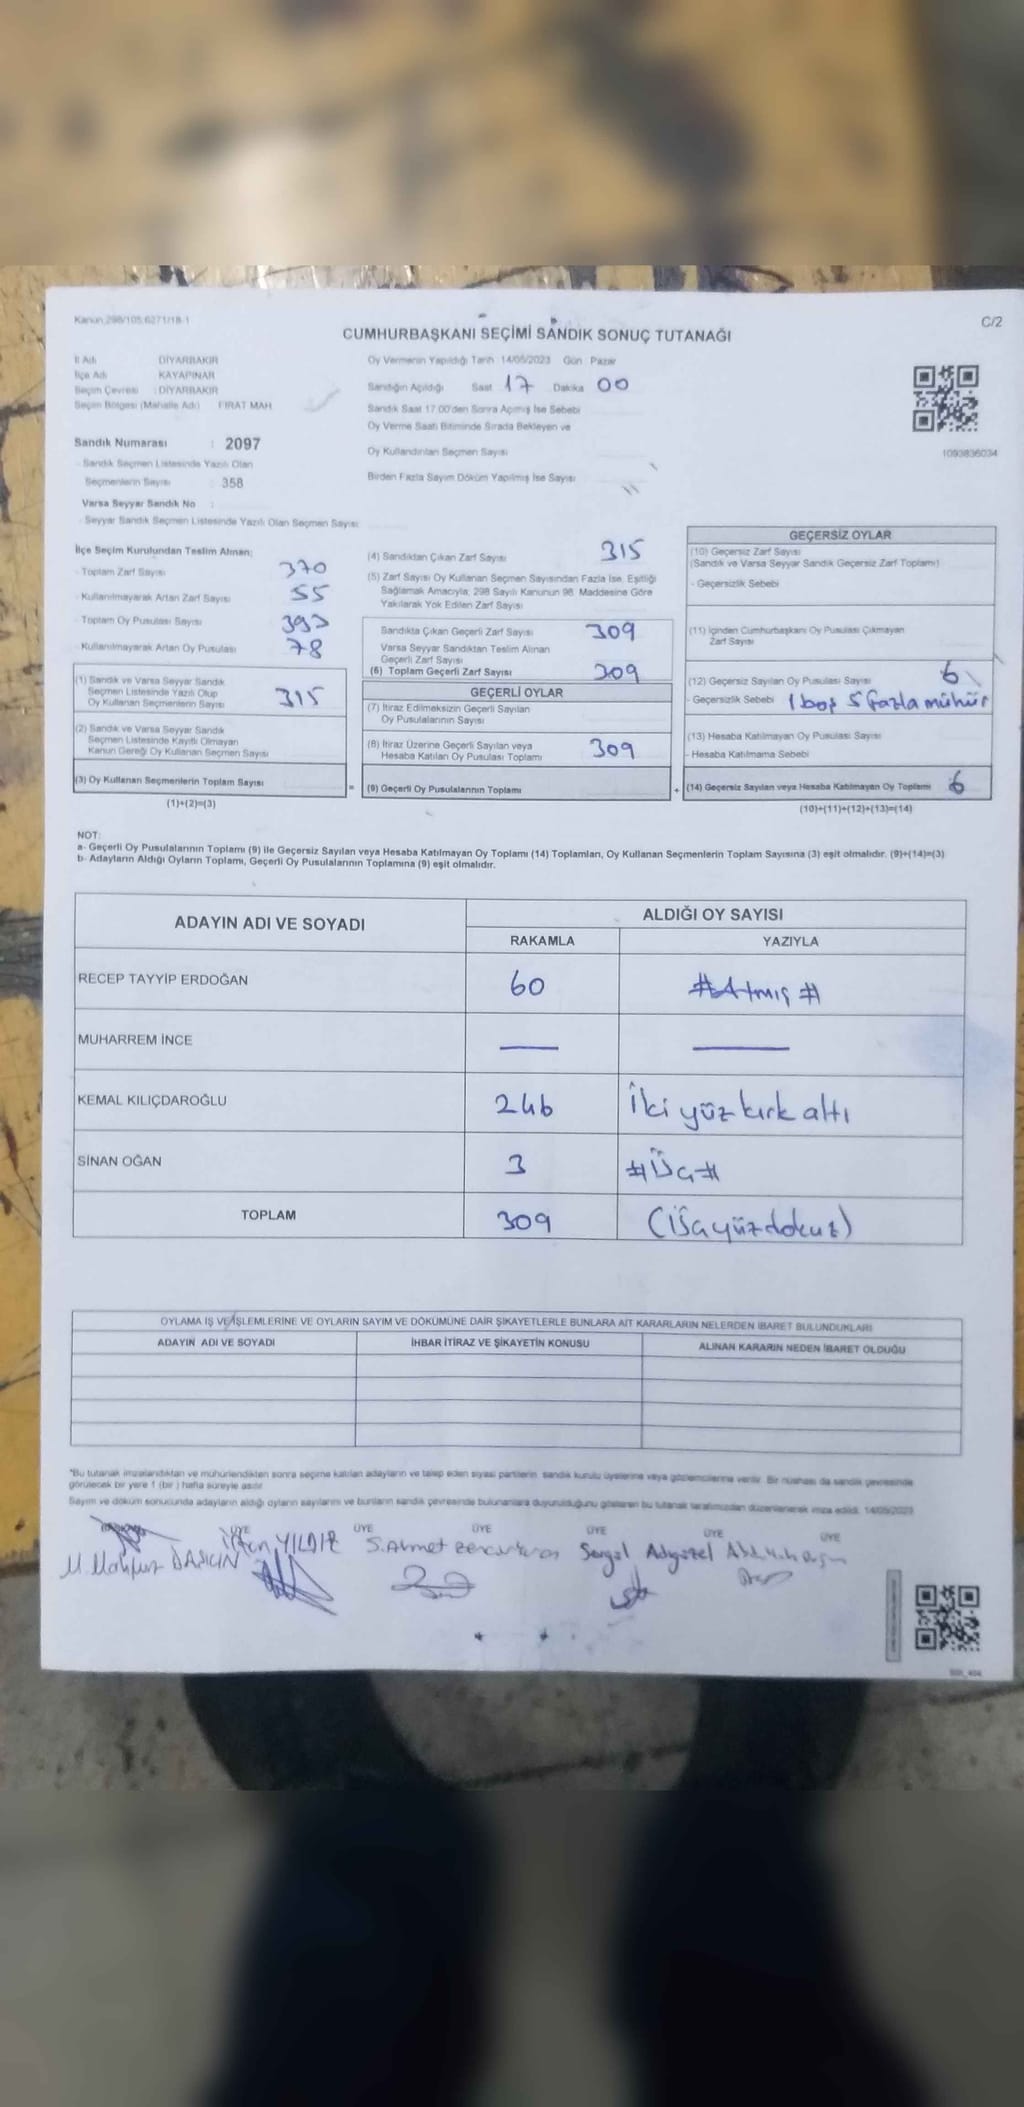 Kanun 298/105,6271/18-1
C/2
CUMHURBAŞKANI SEÇİMİ SANDIK SONUÇ TUTANAĞI
İl Adı DİYARBAKIR
İlçe Adı KAYAPINAR
Seçim Çevresi : DİYARBAKIR
Seçim Bölgesi (Mahalle Adı) FIRAT MAH
Sandık Numarası : 2097
- Sandık Seçmen Listesinde Yazılı Olan
Seçmenlerin Sayısı : 358
Varsa Seyyar Sandık No :
- Seyyar Sandık Seçmen Listesinde Yazılı Olan Seçmen Sayısı
Oy Vermenin Yapıldığı Tarih 14/05/2023 Gün Pazar
Sandığın Açıldığı Saat 17 Dakika 00
Sandık Saat 17.00'den Sonra Açılmış İse Sebebi
Oy Verme Saati Bitiminde Sırada Bekleyen ve
Oy Kullandırılan Seçmen Sayısı
Birden Fazla Sayım Döküm Yapılmış İse Sayısı
1093836034
İlçe Seçim Kurulundan Teslim Alınan;
- Toplam Zarf Sayısı 370
- Kullanılmayarak Artan Zarf Sayısı 55
- Toplam Oy Pusulası Sayısı 393
- Kullanılmayarak Artan Oy Pusulası 78
(1) Sandık ve Varsa Seyyar Sandık
Seçmen Listesinde Yazılı Olup
Oy Kullanan Seçmenlerin Sayısı 315
(2) Sandık ve Varsa Seyyar Sandık
Seçmen Listesinde Kayıtlı Olmayan
Kanun Gereği Oy Kullanan Seçmen Sayısı
(3) Oy Kullanan Seçmenlerin Toplam Sayısı
(1)+(2)=(3)
(4) Sandıktan Çıkan Zarf Sayısı 315
(5) Zarf Sayısı Oy Kullanan Seçmen Sayısından Fazla İse, Eşitliği
Sağlamak Amacıyla; 298 Sayılı Kanunun 98. Maddesine Göre
Yakılarak Yok Edilen Zarf Sayısı
Sandıkta Çıkan Geçerli Zarf Sayısı 309
Varsa Seyyar Sandıktan Teslim Alınan
Geçerli Zarf Sayısı
(6) Toplam Geçerli Zarf Sayısı 309
GEÇERLİ OYLAR
(7) İtiraz Edilmeksizin Geçerli Sayılan
Oy Pusulalarının Sayısı
(8) İtiraz Üzerine Geçerli Sayılan veya
Hesaba Katılan Oy Pusulası Toplamı 309
= (9) Geçerli Oy Pusulalarının Toplamı
GEÇERSİZ OYLAR
(10) Geçersiz Zarf Sayısı
(Sandık ve Varsa Seyyar Sandık Geçersiz Zarf Toplamı)
- Geçersizlik Sebebi
(11) İçinden Cumhurbaşkanı Oy Pusulası Çıkmayan
Zarf Sayısı
(12) Geçersiz Sayılan Oy Pusulası Sayısı 6
- Geçersizlik Sebebi 1 boş 5 fazla mühür
(13) Hesaba Katılmayan Oy Pusulası Sayısı
- Hesaba Katılmama Sebebi
+ (14) Geçersiz Sayılan veya Hesaba Katılmayan Oy Toplamı 6
(10)+(11)+(12)+(13)=(14)
NOT:
a- Geçerli Oy Pusulalarının Toplamı (9) ile Geçersiz Sayılan veya Hesaba Katılmayan Oy Toplamı (14) Toplamları, Oy Kullanan Seçmenlerin Toplam Sayısına (3) eşit olmalıdır. (9)+(14)=(3)
b- Adayların Aldığı Oyların Toplamı, Geçerli Oy Pusulalarının Toplamına (9) eşit olmalıdır.
ADAYIN ADI VE SOYADI
ALDIĞI OY SAYISI
RAKAMLA YAZIYLA
RECEP TAYYİP ERDOĞAN 60 #Atmış #
MUHARREM İNCE — —
KEMAL KILIÇDAROĞLU 246 İki yüz kırk altı
SİNAN OĞAN 3 #Üç#
TOPLAM 309 (Üçyüzdokuz)
OYLAMA İŞ VE İŞLEMLERİNE VE OYLARIN SAYIM VE DÖKÜMÜNE DAİR ŞİKAYETLERLE BUNLARA AİT KARARLARIN NELERDEN İBARET BULUNDUKLARI
ADAYIN ADI VE SOYADI İHBAR İTİRAZ VE ŞİKAYETİN KONUSU ALINAN KARARIN NEDEN İBARET OLDUĞU
*Bu tutanak imzalandıktan ve mühürlendikten sonra seçime katılan adayların ve talep eden siyasi partilerin sandık kurulu üyelerine veya gözlemcilerine verilir. Bir nüshası da sandık çevresinde
görülecek bir yere 1 (bir) hafta süreyle asılır.
Sayım ve döküm sonucunda adayların aldığı oyların sayılarını ve bunların sandık çevresinde bulunanlara duyurulduğunu gösteren bu tutanak tarafımızdan düzenlenerek imza edildi. 14/05/2023
ÜYE ÜYE ÜYE ÜYE ÜYE ÜYE
YILDIZ S. Ahmet Songül Adıgüzel